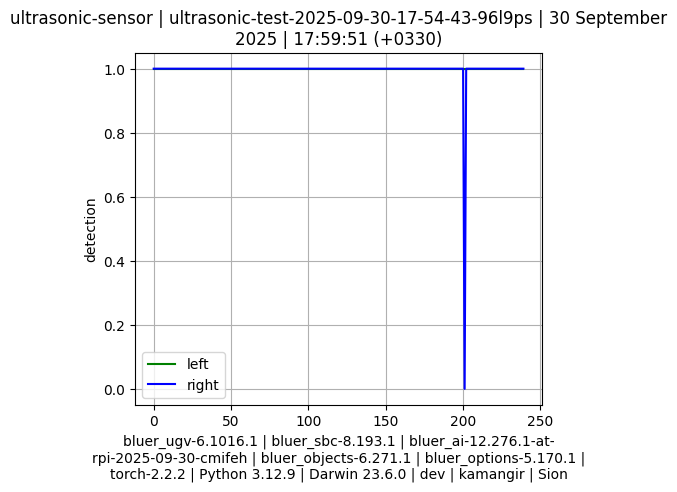 ultrasonic-sensor | ultrasonic-test-2025-09-30-17-54-43-96l9ps | 30 September
2025 | 17:59:51 (+0330)
1.0
0.8
0.6
0.4
0.2
0.0
detection
left
right
0
50
100
150
200
250
bluer_ugv-6.1016.1 | bluer_sbc-8.193.1 | bluer_ai-12.276.1-at-
rpi-2025-09-30-cmifeh | bluer_objects-6.271.1 | bluer_options-5.170.1 |
torch-2.2.2 | Python 3.12.9 | Darwin 23.6.0 | dev | kamangir | Sion